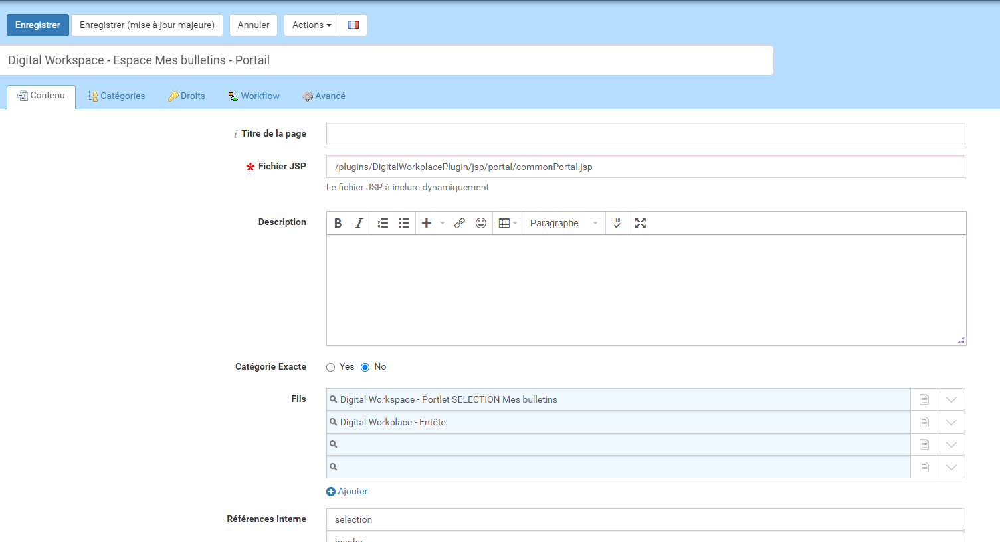 Enregistrer Enregistrer (mise à jour majeure) Annuler Actions
Digital Workspace - Espace Mes bulletins - Portail
Contenu Catégories Droits Workflow Avancé
i Titre de la page
* Fichier JSP /plugins/DigitalWorkplacePlugin/jsp/portal/commonPortal.jsp
Le fichier JSP à inclure dynamiquement
Description B I Paragraphe ABC
Catégorie Exacte Yes No
Fils Digital Workspace - Portlet SELECTION Mes bulletins
Digital Workplace - Entête
Ajouter
Références Interne selection
header